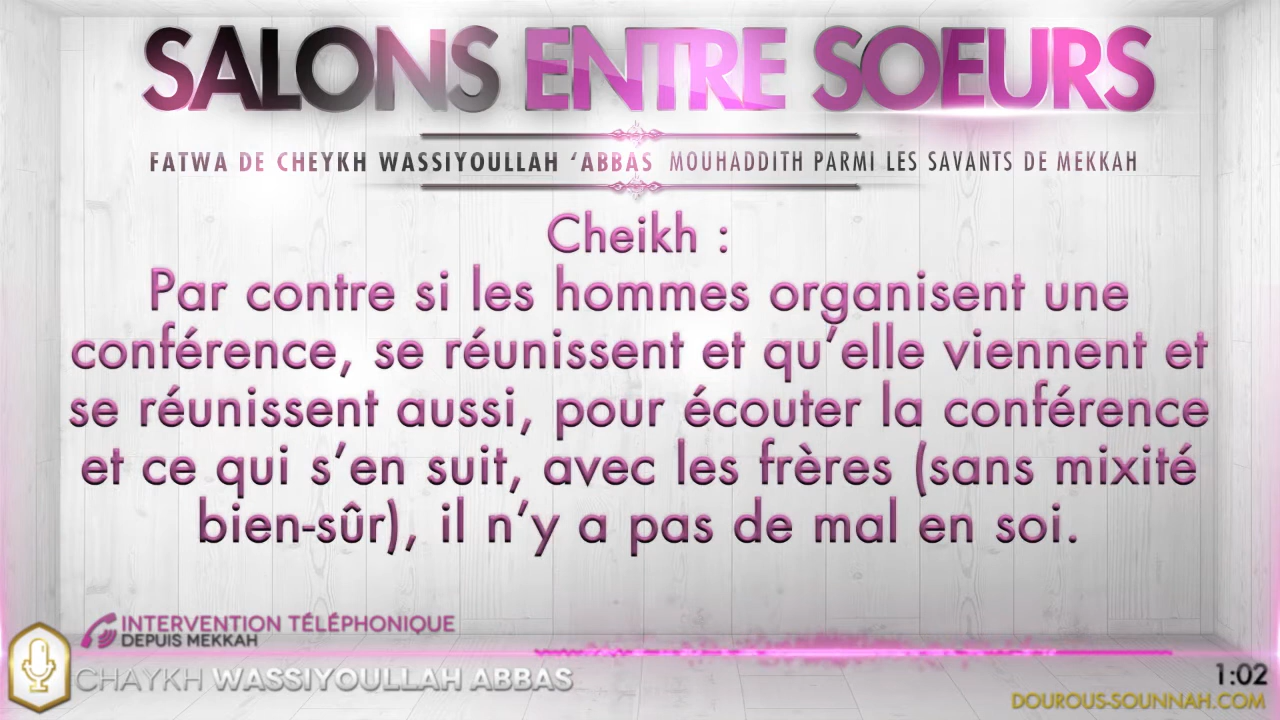 SALONS ENTRE SOEURS
FATWA DE CHEYKH WASSIYOULLAH ‘ABBAS MOUHADDITH PARMI LES SAVANTS DE MEKKAH
Cheikh :
Par contre si les hommes organisent une
conférence, se réunissent et qu’elle viennent et
se réunissent aussi, pour écouter la conférence
et ce qui s’en suit, avec les frères (sans mixité
bien-sûr), il n’y a pas de mal en soi.
INTERVENTION TÉLÉPHONIQUE
DEPUIS MEKKAH
CHAYKH WASSIYOULLAH ABBAS
1:02
DOUROUS-SOUNNAH.COM